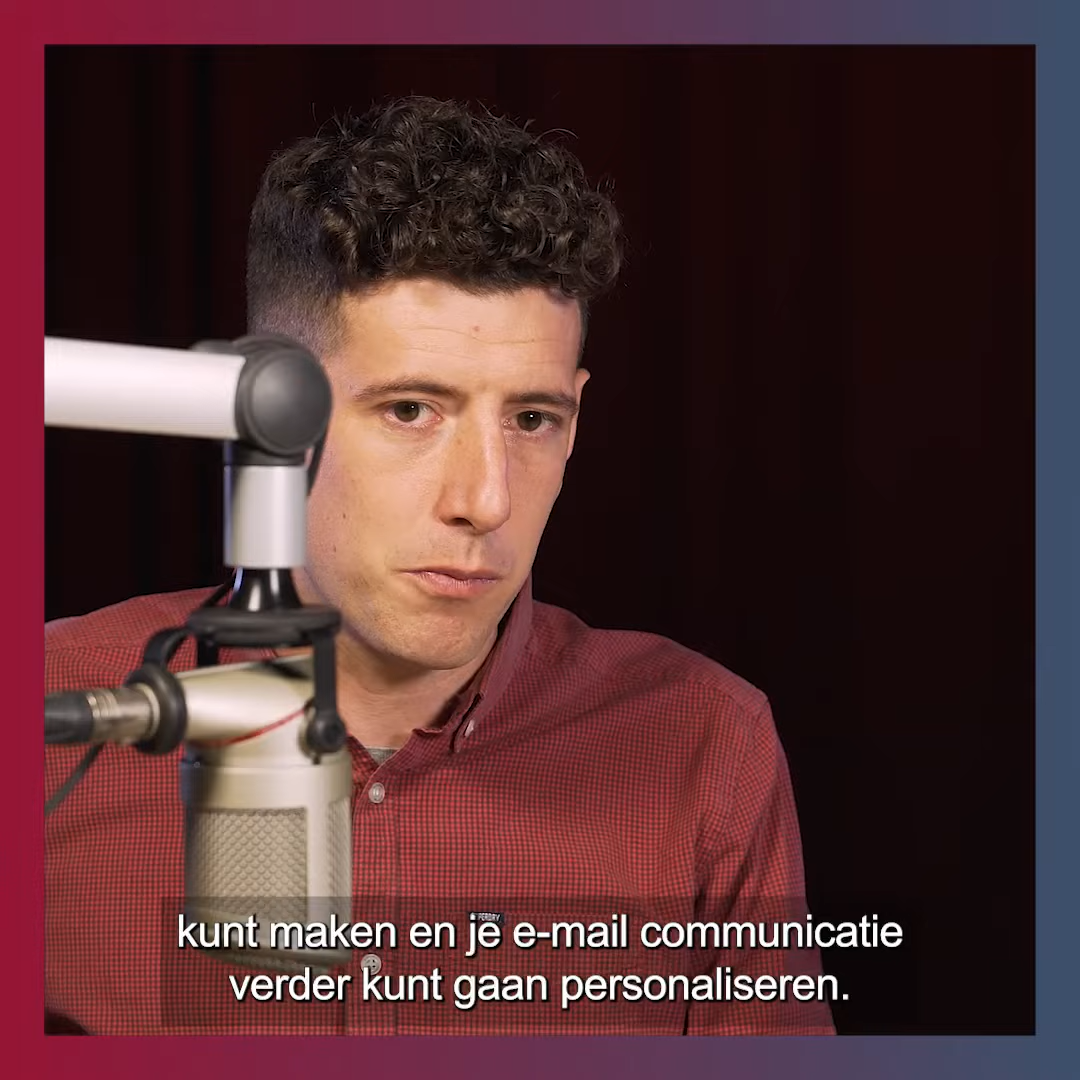 kunt maken en je e-mail communicatie
verder kunt gaan personaliseren.